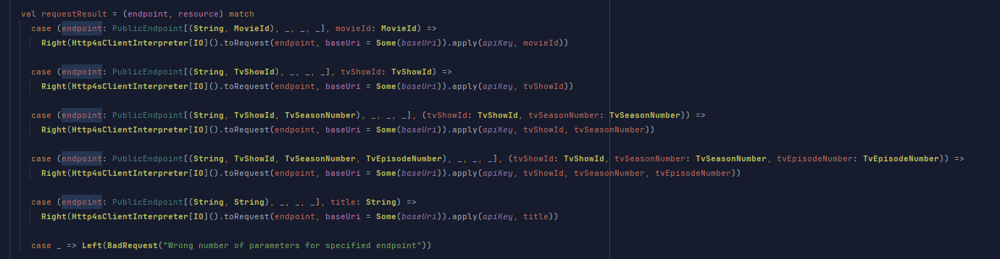 val requestResult = (endpoint, resource) match
case (endpoint: PublicEndpoint[(String, MovieId), _, _, _], movieId: MovieId) =>
Right(Http4sClientInterpreter[IO]().toRequest(endpoint, baseUri = Some(baseUri)).apply(apiKey, movieId))
case (endpoint: PublicEndpoint[(String, TvShowId), _, _, _], tvShowId: TvShowId) =>
Right(Http4sClientInterpreter[IO]().toRequest(endpoint, baseUri = Some(baseUri)).apply(apiKey, tvShowId))
case (endpoint: PublicEndpoint[(String, TvShowId, TvSeasonNumber), _, _, _], (tvShowId: TvShowId, tvSeasonNumber: TvSeasonNumber)) =>
Right(Http4sClientInterpreter[IO]().toRequest(endpoint, baseUri = Some(baseUri)).apply(apiKey, tvShowId, tvSeasonNumber))
case (endpoint: PublicEndpoint[(String, TvShowId, TvSeasonNumber, TvEpisodeNumber), _, _, _], (tvShowId: TvShowId, tvSeasonNumber: TvSeasonNumber, tvEpisodeNumber: TvEpisodeNumber)) =>
Right(Http4sClientInterpreter[IO]().toRequest(endpoint, baseUri = Some(baseUri)).apply(apiKey, tvShowId, tvSeasonNumber, tvEpisodeNumber))
case (endpoint: PublicEndpoint[(String, String), _, _, _], title: String) =>
Right(Http4sClientInterpreter[IO]().toRequest(endpoint, baseUri = Some(baseUri)).apply(apiKey, title))
case _ => Left(BadRequest("Wrong number of parameters for specified endpoint"))